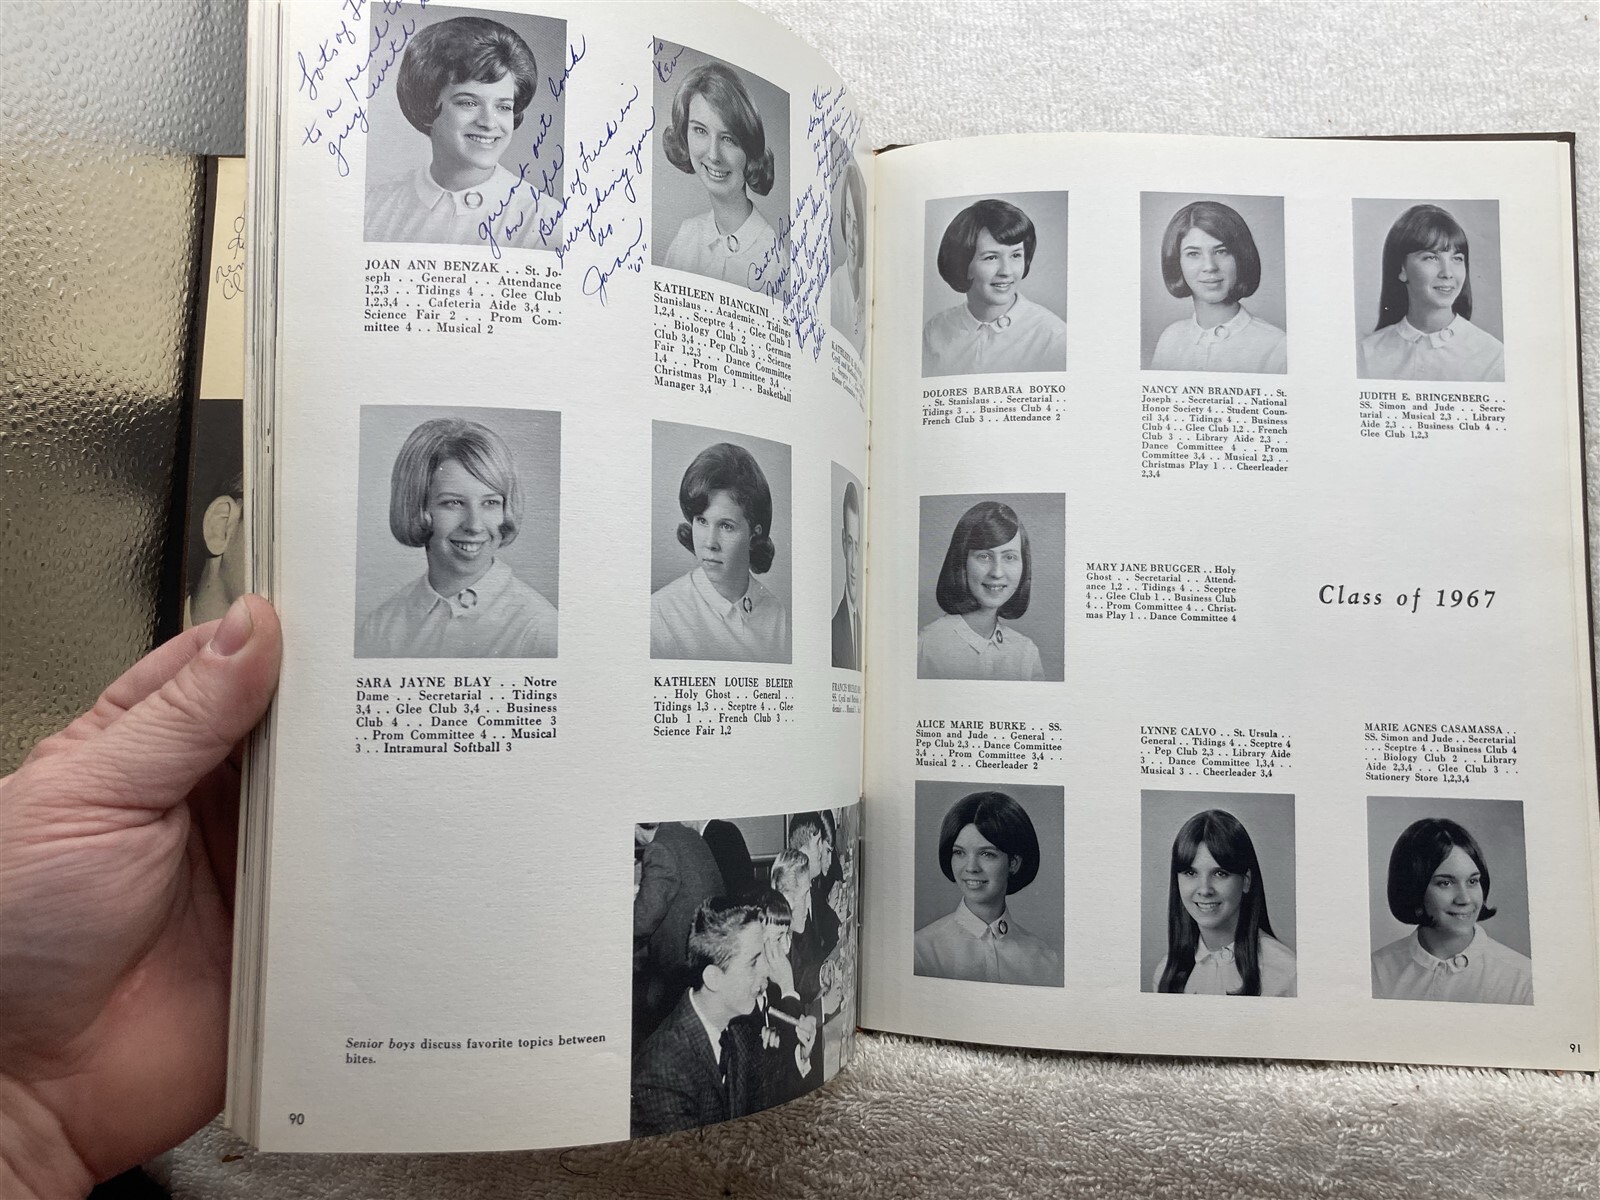 Lots of
to a
guy with a
great out look
on life
Best of luck in
everything you
do.
Joan
"67"
to
Kev
JOAN ANN BENZAK . . St. Jo-
seph . . General . . Attendance
1,2,3 . . Tidings 4 . . Glee Club
1,2,3,4 . . Cafeteria Aide 3,4 . .
Science Fair 2 . . Prom Com-
mittee 4 . . Musical 2
KATHLEEN BIANCKINI . . St.
Stanislaus . . Academic . . Tidings
1,2,4 . . Sceptre 4 . . Glee Club 1
. . Biology Club 2 . . German
Club 3,4 . . Pep Club 3 . . Science
Fair 1,2,3 . . Dance Committee
1,4 . . Prom Committee 3,4 . .
Christmas Play 1 . . Basketball
Manager 3,4
SARA JAYNE BLAY . . Notre
Dame . . Secretarial . . Tidings
3,4 . . Glee Club 3,4 . . Business
Club 4 . . Dance Committee 3
. . Prom Committee 4 . . Musical
3 . . Intramural Softball 3
KATHLEEN LOUISE BLEIER
. . Holy Ghost . . General . .
Tidings 1,3 . . Sceptre 4 . . Glee
Club 1 . . French Club 3 . .
Science Fair 1,2
Senior boys discuss favorite topics between
bites.
90
DOLORES BARBARA BOYKO
. . St. Stanislaus . . Secretarial . .
Tidings 3 . . Business Club 4 . .
French Club 3 . . Attendance 2
NANCY ANN BRANDAFI . . St.
Joseph . . Secretarial . . National
Honor Society 4 . . Student Coun-
cil 3,4 . . Tidings 4 . . Business
Club 4 . . Glee Club 1,2 . . French
Club 3 . . Library Aide 2,3 . .
Dance Committee 4 . . Prom
Committee 3,4 . . Musical 2,3 . .
Christmas Play 1 . . Cheerleader
2,3,4
JUDITH E. BRINGENBERG . .
SS. Simon and Jude . . Secre-
tarial . . Musical 2,3 . . Library
Aide 2,3 . . Business Club 4 . .
Glee Club 1,2,3
MARY JANE BRUGGER . . Holy
Ghost . . Secretarial . . Attend-
ance 1,2 . . Tidings 4 . . Sceptre
4 . . Glee Club 1 . . Business Club
4 . . Prom Committee 4 . . Christ-
mas Play 1 . . Dance Committee 4
Class of 1967
ALICE MARIE BURKE . . SS.
Simon and Jude . . General . .
Pep Club 2,3 . . Dance Committee
3,4 . . Prom Committee 3,4 . .
Musical 2 . . Cheerleader 2
LYNNE CALVO . . St. Ursula . .
General . . Tidings 4 . . Sceptre 4
. . Pep Club 2,3 . . Library Aide
3 . . Dance Committee 1,3,4 . .
Musical 3 . . Cheerleader 3,4
MARIE AGNES CASAMASSA . .
SS. Simon and Jude . . Secretarial
. . . Sceptre 4 . . Business Club 4
. . Biology Club 2 . . Library
Aide 2,3,4 . . Glee Club 3 . .
Stationery Store 1,2,3,4
91